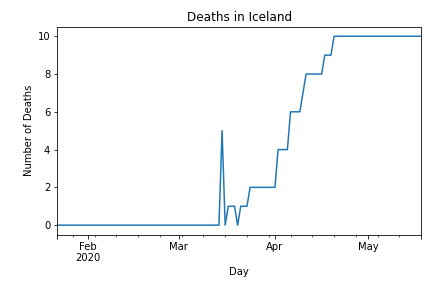 Deaths in Iceland
10
8
6
4
2
0
Number of Deaths
Feb
2020
Mar
Apr
May
Day